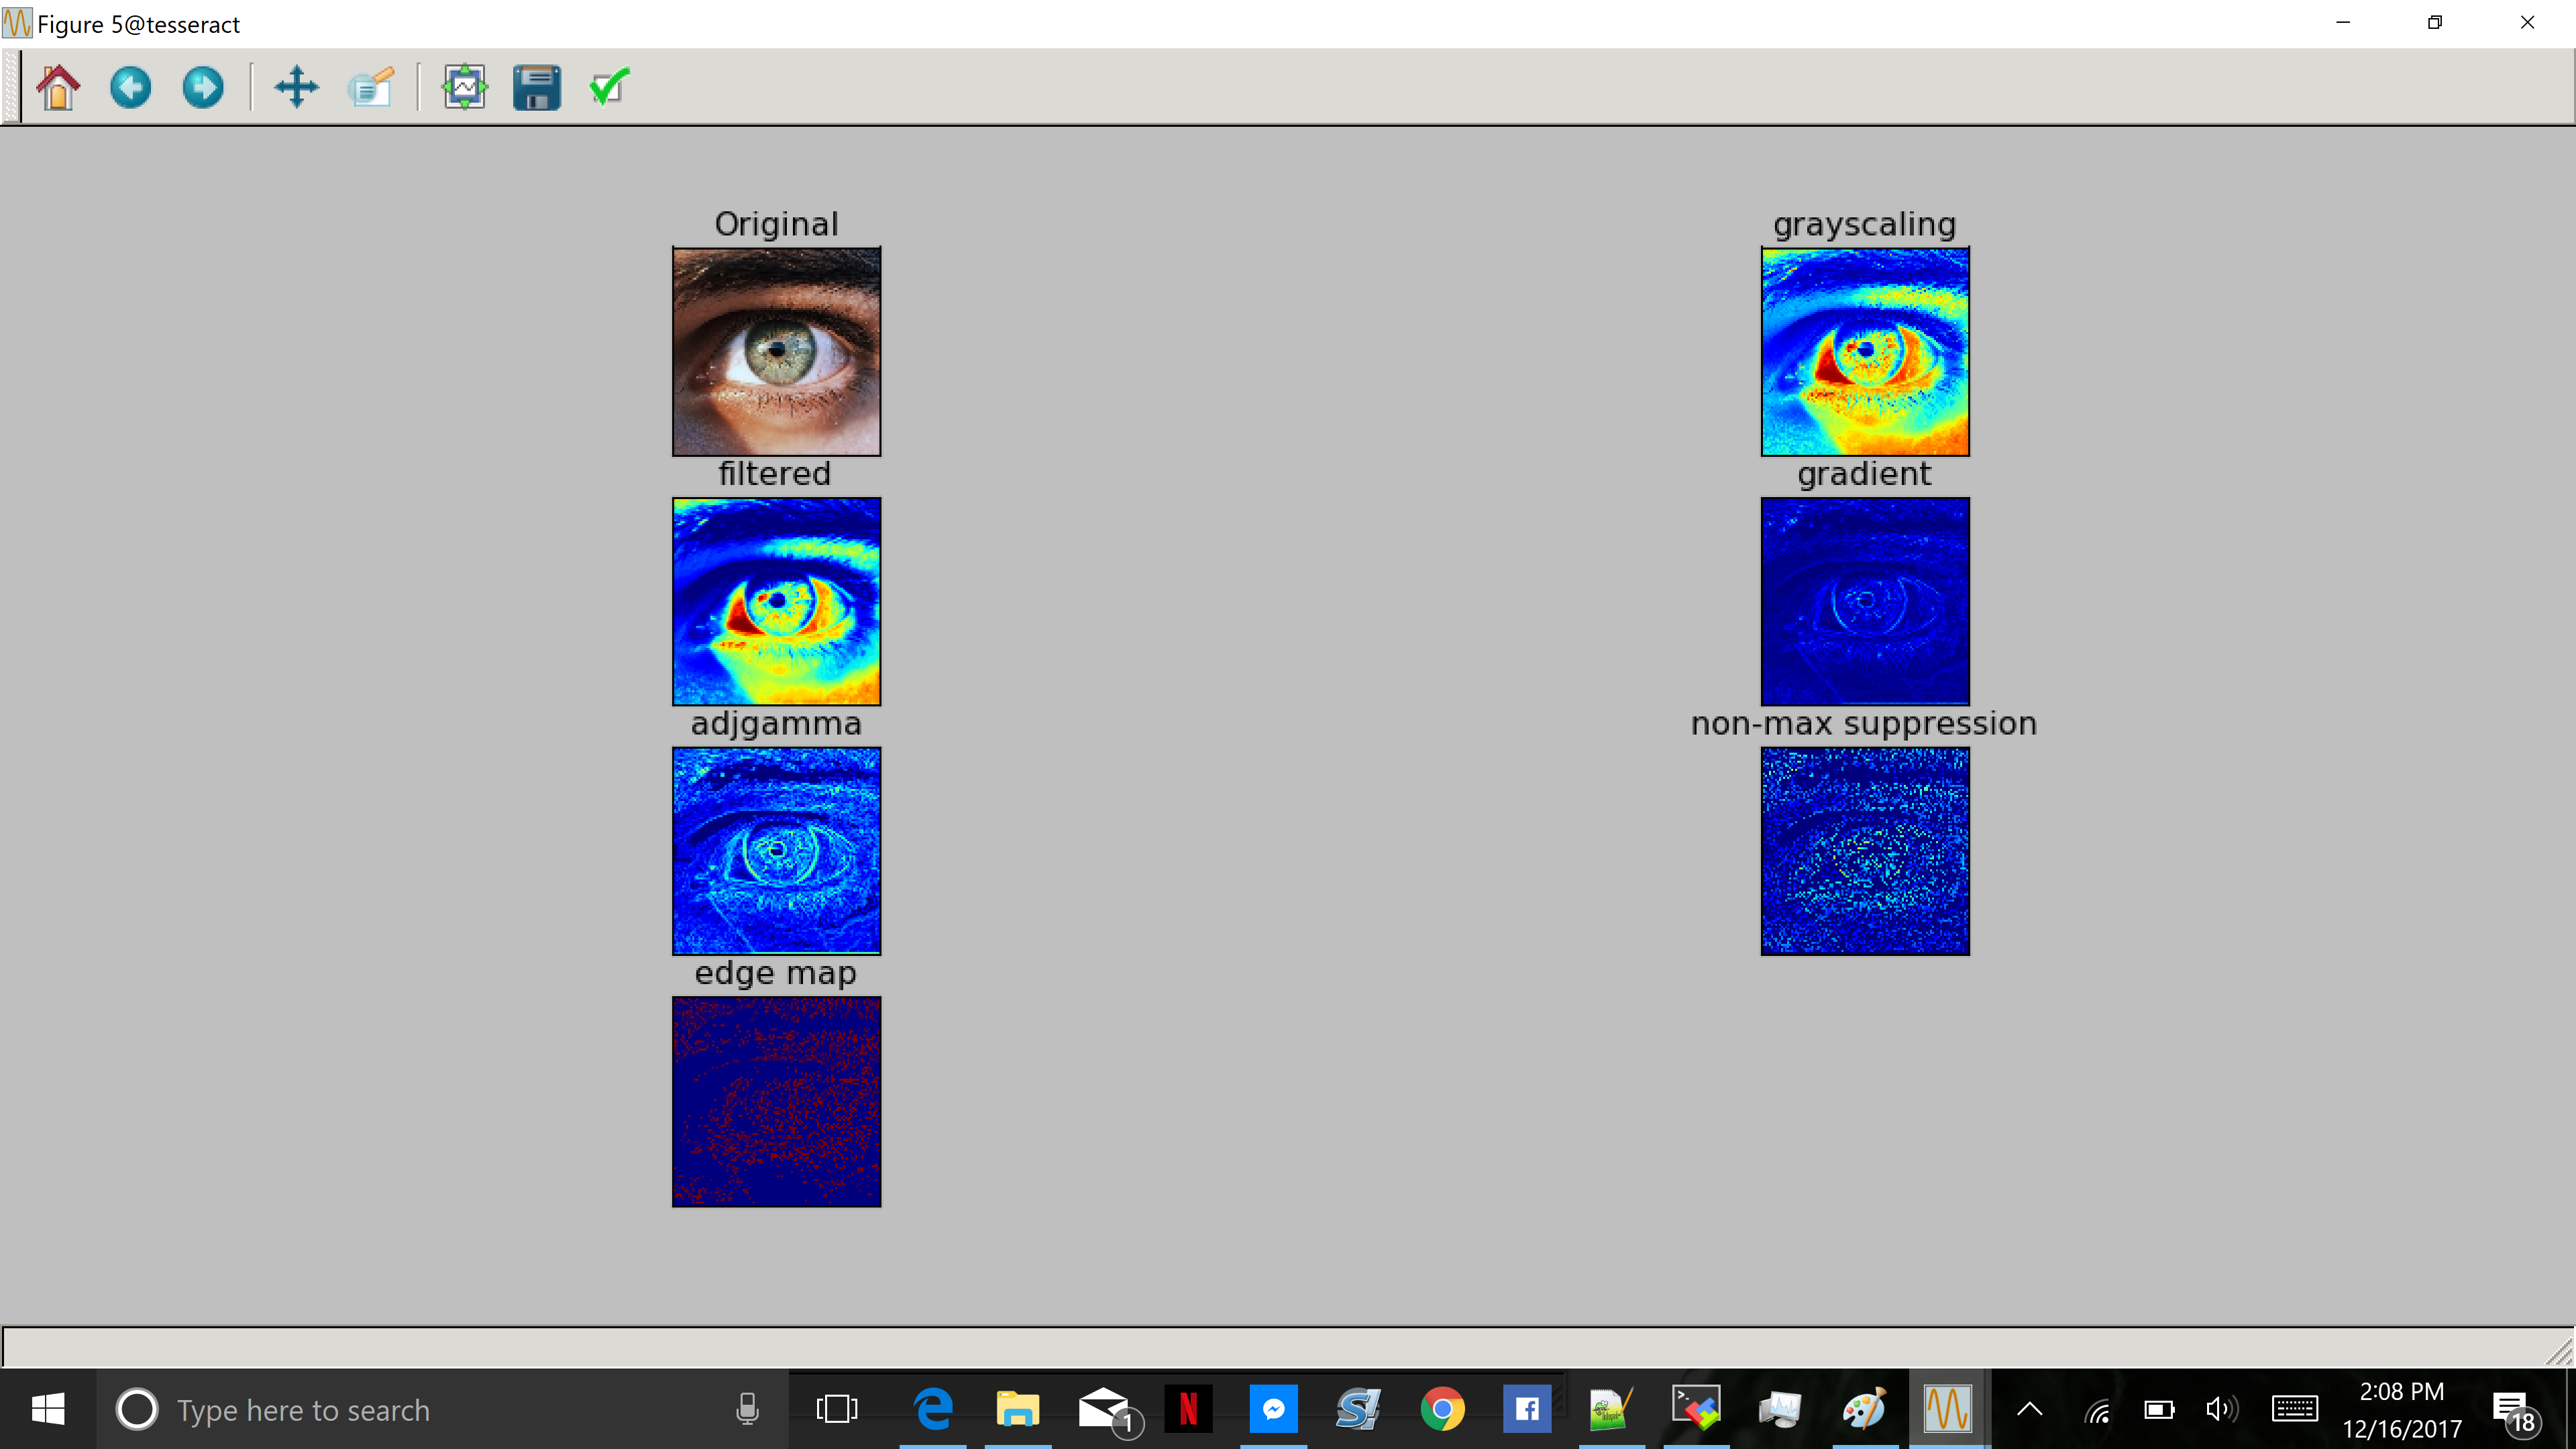 Figure 5@tesseract
Original
grayscaling
filtered
gradient
adjgamma
non-max suppression
edge map
Type here to search
1
N
f
2:08 PM
12/16/2017
18